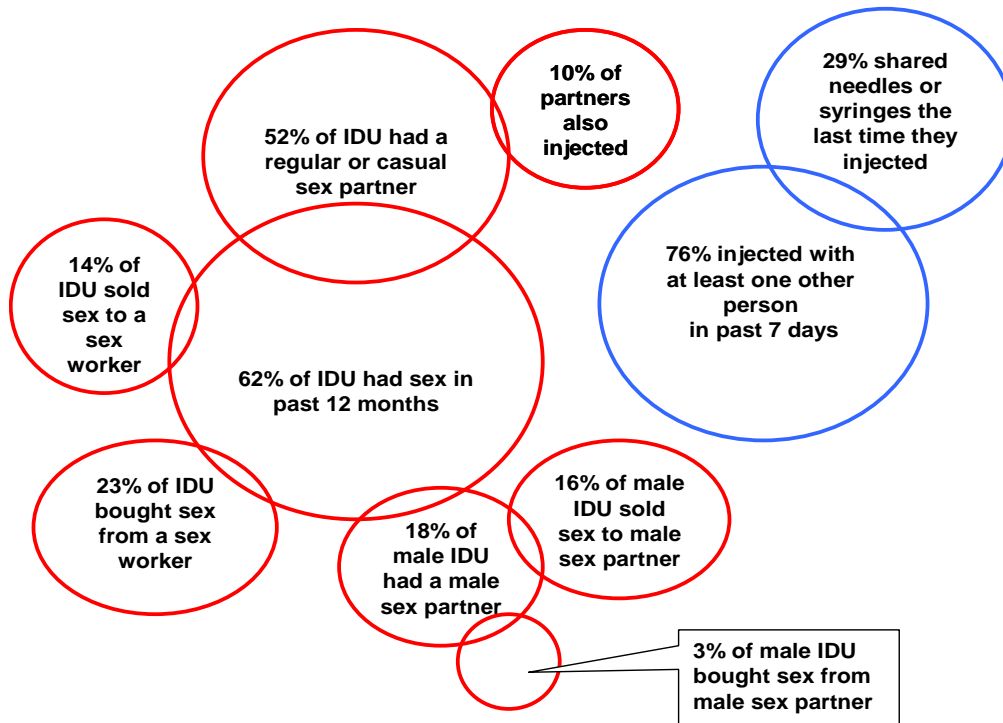 52% of IDU had a
regular or casual
sex partner
10% of
partners
also
injected
29% shared
needles or
syringes the
last time they
injected
14% of
IDU sold
sex to a
sex
worker
76% injected with
at least one other
person
in past 7 days
62% of IDU had sex in
past 12 months
23% of IDU
bought sex
from a sex
worker
18% of
male IDU
had a male
sex partner
16% of male
IDU sold
sex to male
sex partner
3% of male IDU
bought sex from
male sex partner